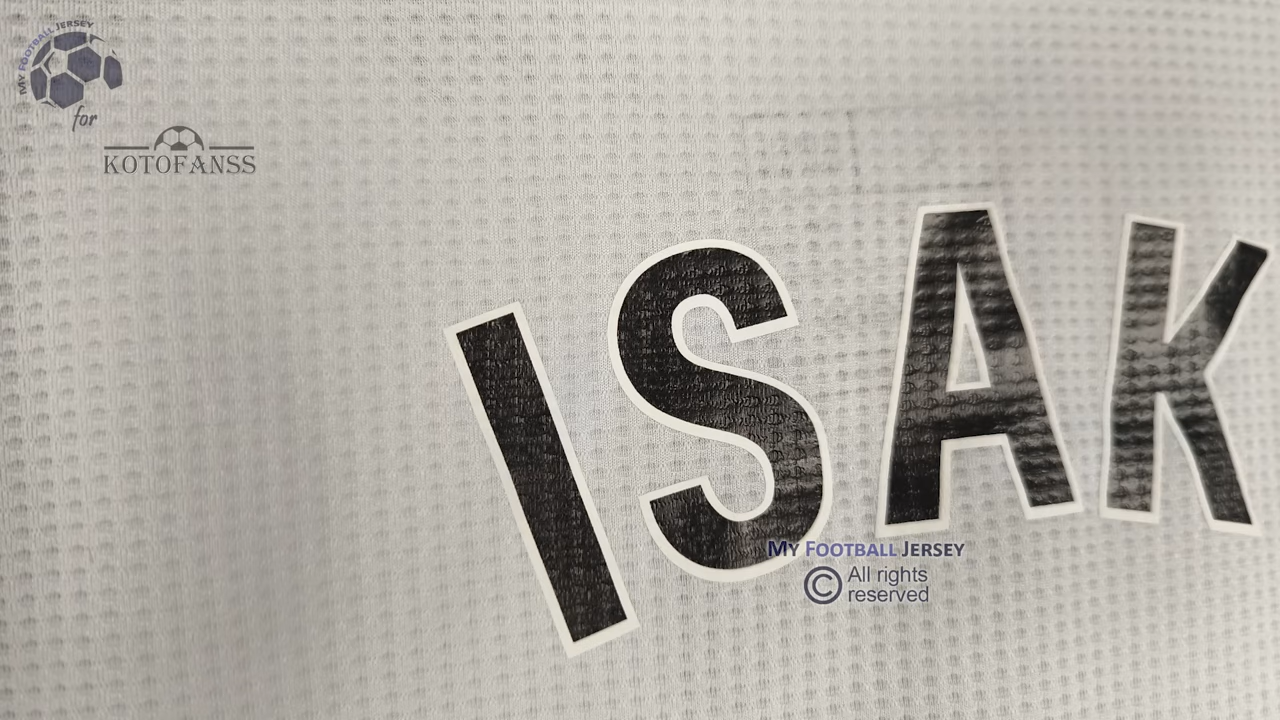 MY FOOTBALL JERSEY
for
KOTOFANSS
ISAK
MY FOOTBALL JERSEY
© All rights
reserved